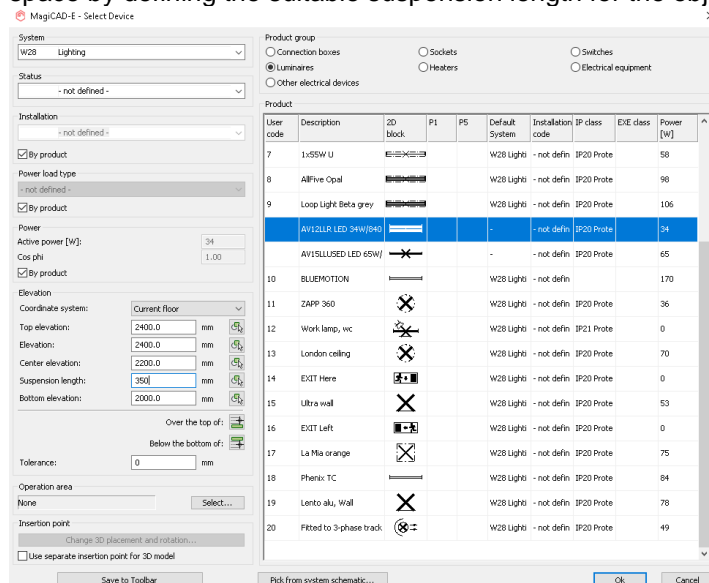 space by defining the suitable suspension length for the obj
MagiCAD-E - Select Device
System
W28 Lighting
Status
- not defined -
Installation
- not defined -
By product
Power load type
- not defined -
By product
Power
Active power [W]: 34
Cos phi 1.00
By product
Elevation
Coordinate system: Current floor
Top elevation: 2400.0 mm
Elevation: 2400.0 mm
Center elevation: 2200.0 mm
Suspension length: 350 mm
Bottom elevation: 2000.0 mm
Over the top of:
Below the bottom of:
Tolerance: 0 mm
Operation area
None Select...
Insertion point
Change 3D placement and rotation...
Use separate insertion point for 3D model
Save to Toolbar
Product group
Connection boxes Sockets Switches
Luminaires Heaters Electrical equipment
Other electrical devices
Product
User code Description 2D block P1 P5 Default System Installation code IP class EXE class Power [W]
7 1x55W U W28 Lighti - not defin IP20 Prote 58
8 AllFive Opal W28 Lighti - not defin IP20 Prote 98
9 Loop Light Beta grey W28 Lighti - not defin IP20 Prote 106
AV12LLR LED 34W/840 - - not defin IP20 Prote 34
AV15LLUSED LED 65W/ - - not defin IP20 Prote 65
10 BLUEMOTION W28 Lighti - not defin 170
11 ZAPP 360 W28 Lighti - not defin IP20 Prote 36
12 Work lamp, wc W28 Lighti - not defin IP21 Prote 0
13 London ceiling W28 Lighti - not defin IP20 Prote 70
14 EXIT Here W28 Lighti - not defin IP20 Prote 0
15 Ultra wall W28 Lighti - not defin IP20 Prote 53
16 EXIT Left W28 Lighti - not defin IP20 Prote 0
17 La Mia orange W28 Lighti - not defin IP20 Prote 75
18 Phenix TC W28 Lighti - not defin IP20 Prote 84
19 Lento alu, Wall W28 Lighti - not defin IP20 Prote 78
20 Fitted to 3-phase track W28 Lighti - not defin IP20 Prote 49
Pick from system schematic... Ok Cancel